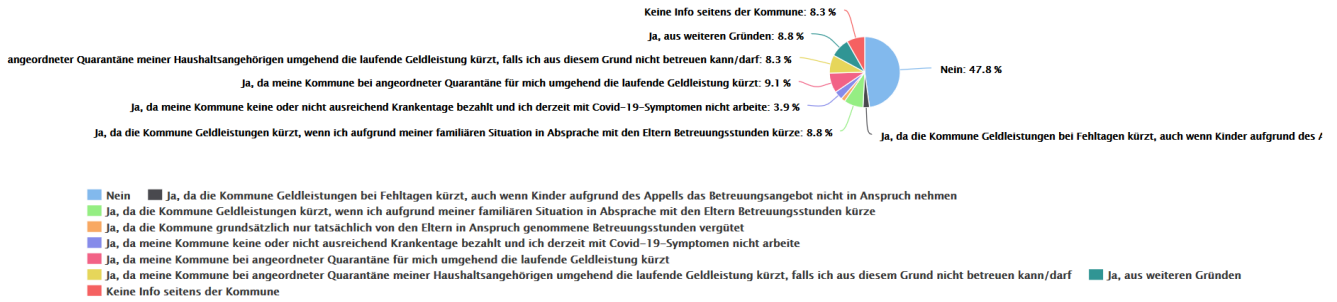 Keine Info seitens der Kommune: 8.3 %
Ja, aus weiteren Gründen: 8.8 %
angeordneter Quarantäne meiner Haushaltsangehörigen umgehend die laufende Geldleistung kürzt, falls ich aus diesem Grund nicht betreuen kann/darf: 8.3 %
Nein: 47.8 %
Ja, da meine Kommune bei angeordneter Quarantäne für mich umgehend die laufende Geldleistung kürzt: 9.1 %
Ja, da meine Kommune keine oder nicht ausreichend Krankentage bezahlt und ich derzeit mit Covid-19-Symptomen nicht arbeite: 3.9 %
Ja, da die Kommune Geldleistungen kürzt, wenn ich aufgrund meiner familiären Situation in Absprache mit den Eltern Betreuungsstunden kürze: 8.8 %
Ja, da die Kommune Geldleistungen bei Fehltagen kürzt, auch wenn Kinder aufgrund des
Nein Ja, da die Kommune Geldleistungen bei Fehltagen kürzt, auch wenn Kinder aufgrund des Appells das Betreuungsangebot nicht in Anspruch nehmen
Ja, da die Kommune Geldleistungen kürzt, wenn ich aufgrund meiner familiären Situation in Absprache mit den Eltern Betreuungsstunden kürze
Ja, da die Kommune grundsätzlich nur tatsächlich von den Eltern in Anspruch genommene Betreuungsstunden vergütet
Ja, da meine Kommune keine oder nicht ausreichend Krankentage bezahlt und ich derzeit mit Covid-19-Symptomen nicht arbeite
Ja, da meine Kommune bei angeordneter Quarantäne für mich umgehend die laufende Geldleistung kürzt
Ja, da meine Kommune bei angeordneter Quarantäne meiner Haushaltsangehörigen umgehend die laufende Geldleistung kürzt, falls ich aus diesem Grund nicht betreuen kann/darf Ja, aus weiteren Gründen
Keine Info seitens der Kommune